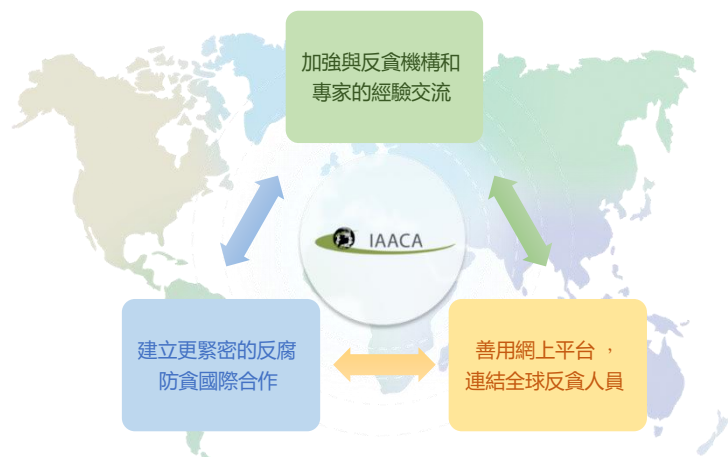 加強與反貪機構和
專家的經驗交流
IAACA
建立更緊密的反腐
防貪國際合作
善用網上平台，
連結全球反貪人員